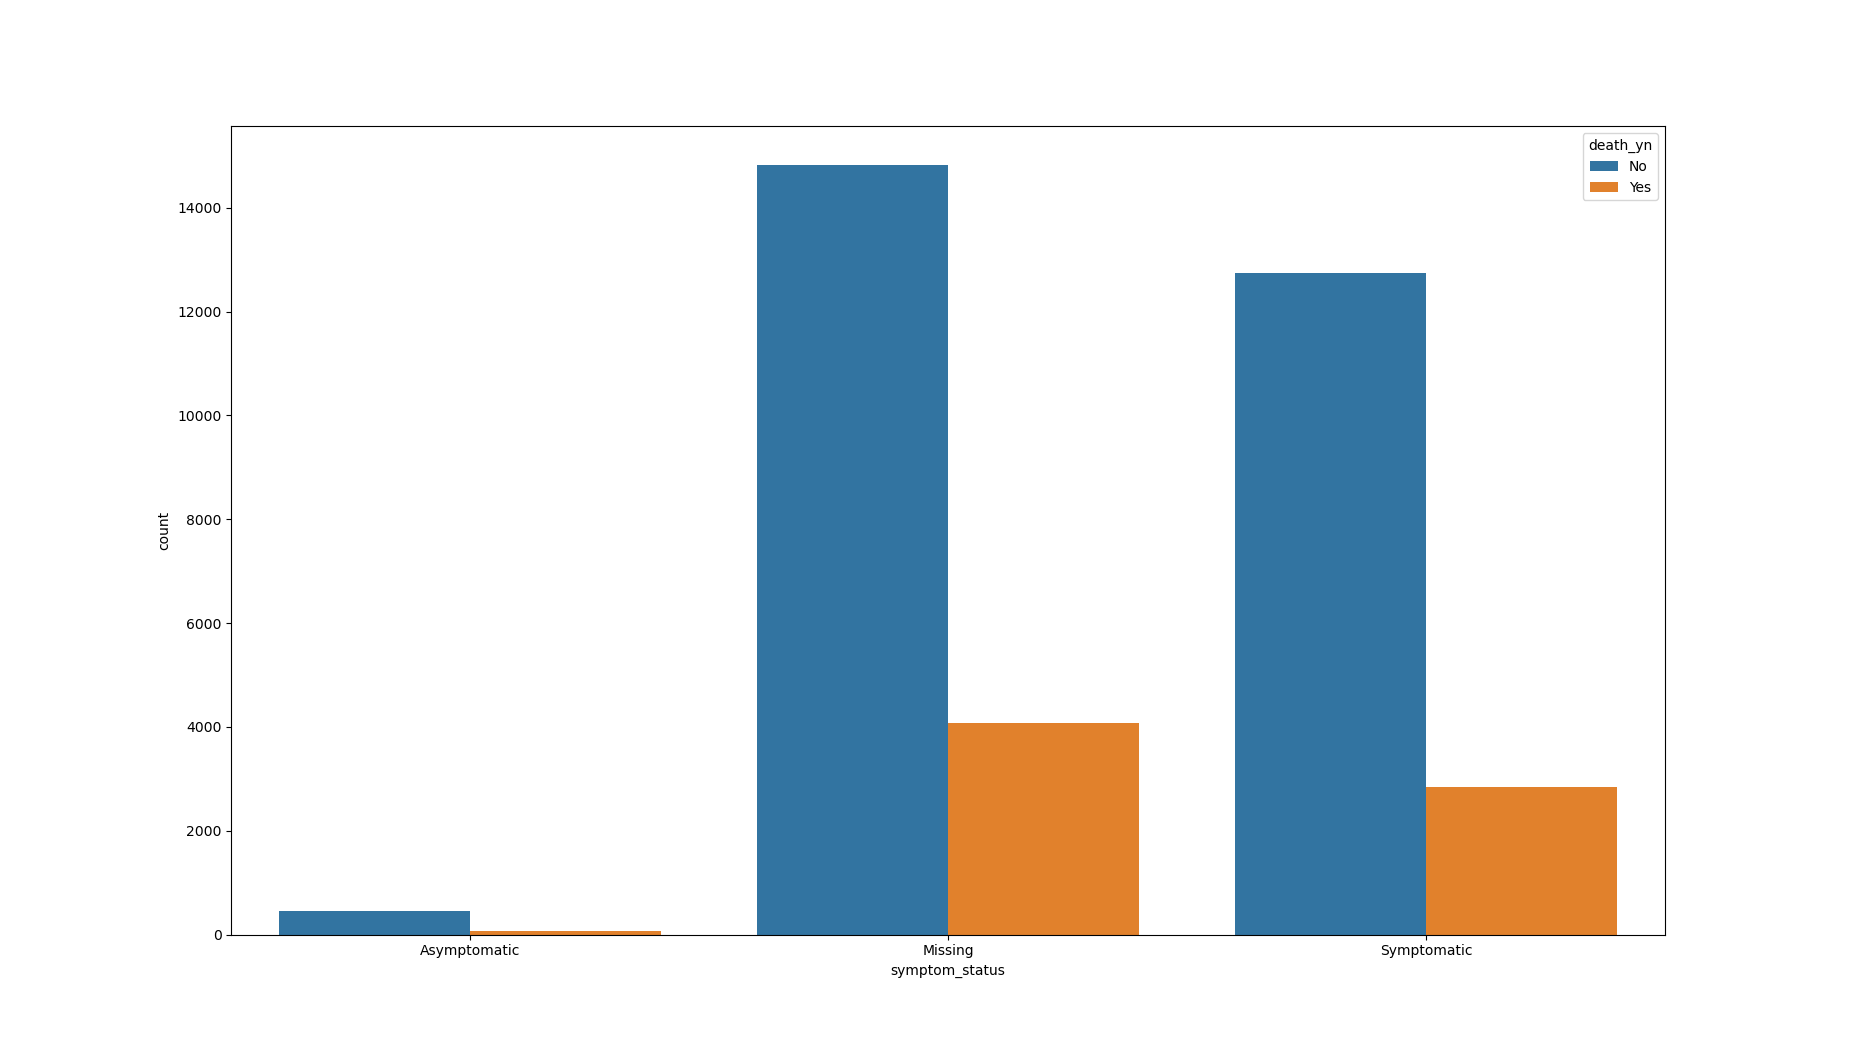 death_yn
No
Yes
14000
12000
10000
8000
6000
4000
2000
0
count
Asymptomatic
Missing
Symptomatic
symptom_status